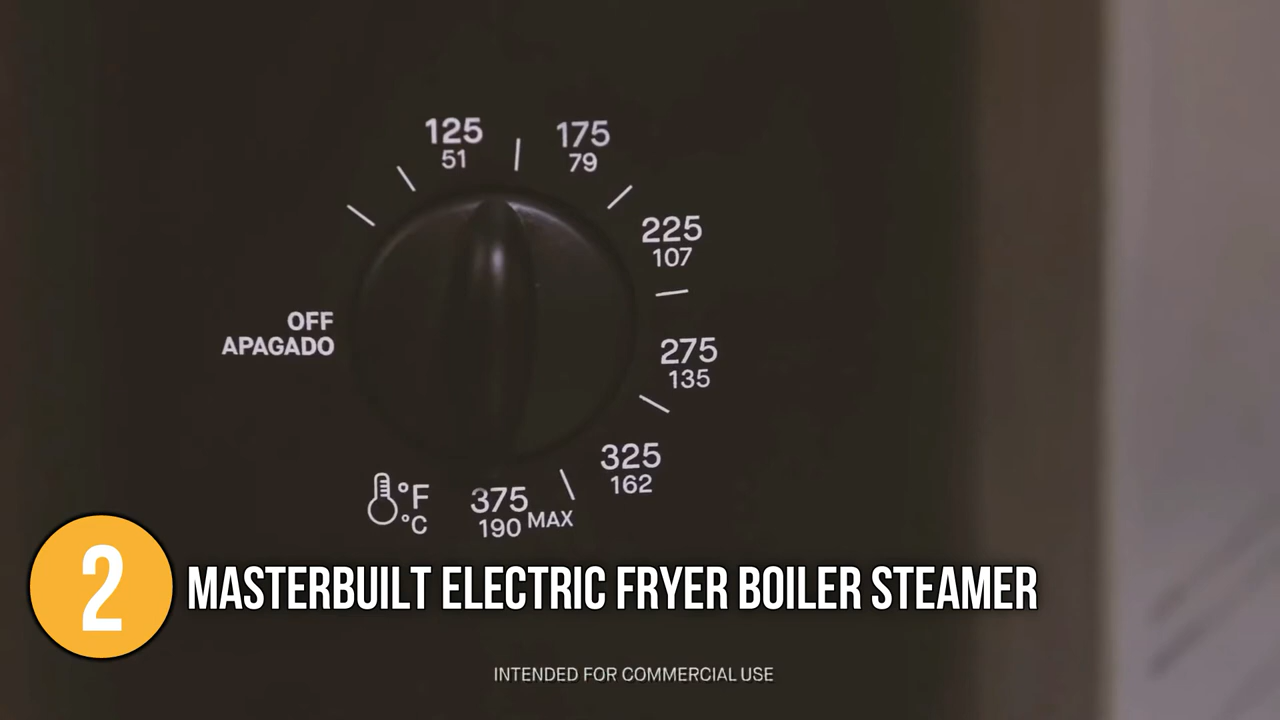 125
51
175
79
225
107
OFF
APAGADO
275
135
325
162
°F
°C
375
190 MAX
2
MASTERBUILT ELECTRIC FRYER BOILER STEAMER
INTENDED FOR COMMERCIAL USE